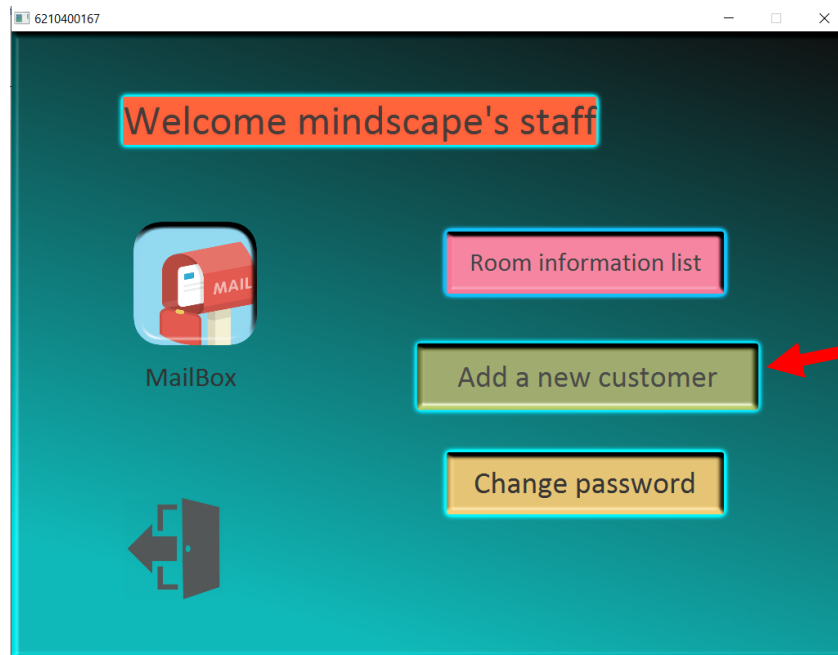 6210400167
Welcome mindscape's staff
Room information list
MAIL
MailBox
Add a new customer
Change password